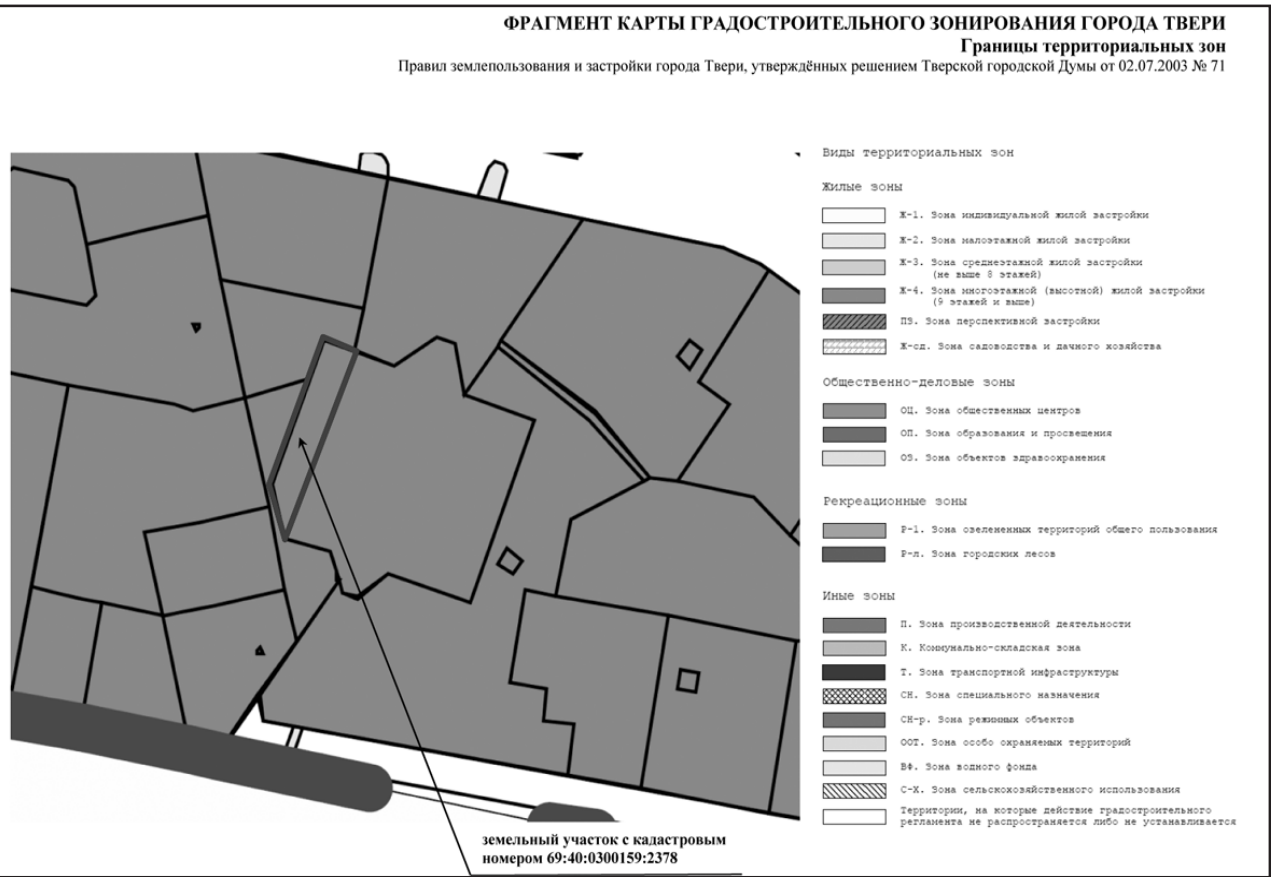 ФРАГМЕНТ КАРТЫ ГРАДОСТРОИТЕЛЬНОГО ЗОНИРОВАНИЯ ГОРОДА ТВЕРИ
Границы территориальных зон
Правил землепользования и застройки города Твери, утверждённых решением Тверской городской Думы от 02.07.2003 № 71
Виды территориальных зон
Жилые зоны
Ж-1. Зона индивидуальной жилой застройки
Ж-2. Зона малоэтажной жилой застройки
Ж-3. Зона среднеэтажной жилой застройки
(не выше 8 этажей)
Ж-4. Зона многоэтажной (высотной) жилой застройки
(9 этажей и выше)
ПЗ. Зона перспективной застройки
Ж-сд. Зона садоводства и дачного хозяйства
Общественно-деловые зоны
ОЦ. Зона общественных центров
ОП. Зона образования и просвещения
ОЗ. Зона объектов здравоохранения
Рекреационные зоны
Р-1. Зона озелененных территорий общего пользования
Р-л. Зона городских лесов
Иные зоны
П. Зона производственной деятельности
К. Коммунально-складская зона
Т. Зона транспортной инфраструктуры
СН. Зона специального назначения
СН-р. Зона режимных объектов
ООТ. Зона особо охраняемых территорий
ВФ. Зона водного фонда
С-Х. Зона сельскохозяйственного использования
Территории, на которые действие градостроительного
регламента не распространяется либо не устанавливается
земельный участок с кадастровым
номером 69:40:0300159:2378